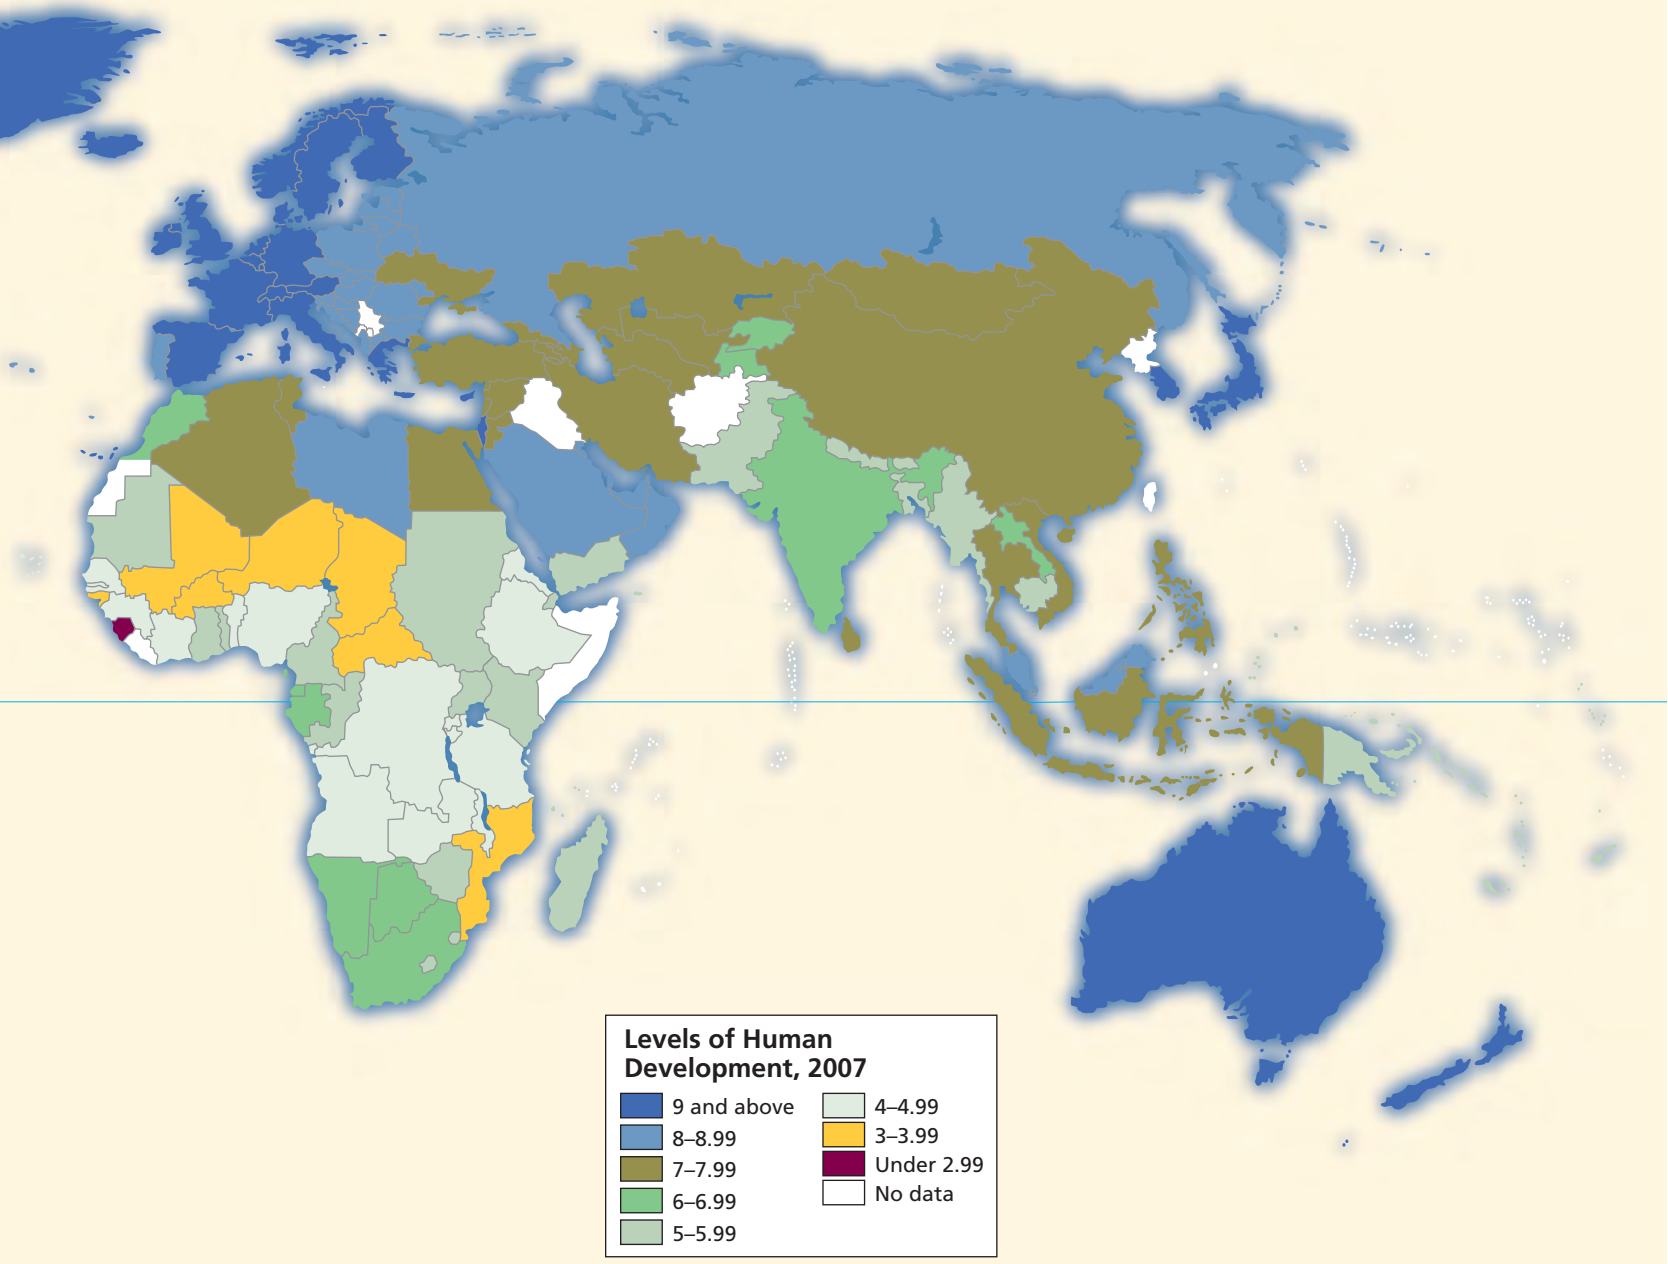 Levels of Human
Development, 2007
9 and above
8–8.99
7–7.99
6–6.99
5–5.99
4–4.99
3–3.99
Under 2.99
No data